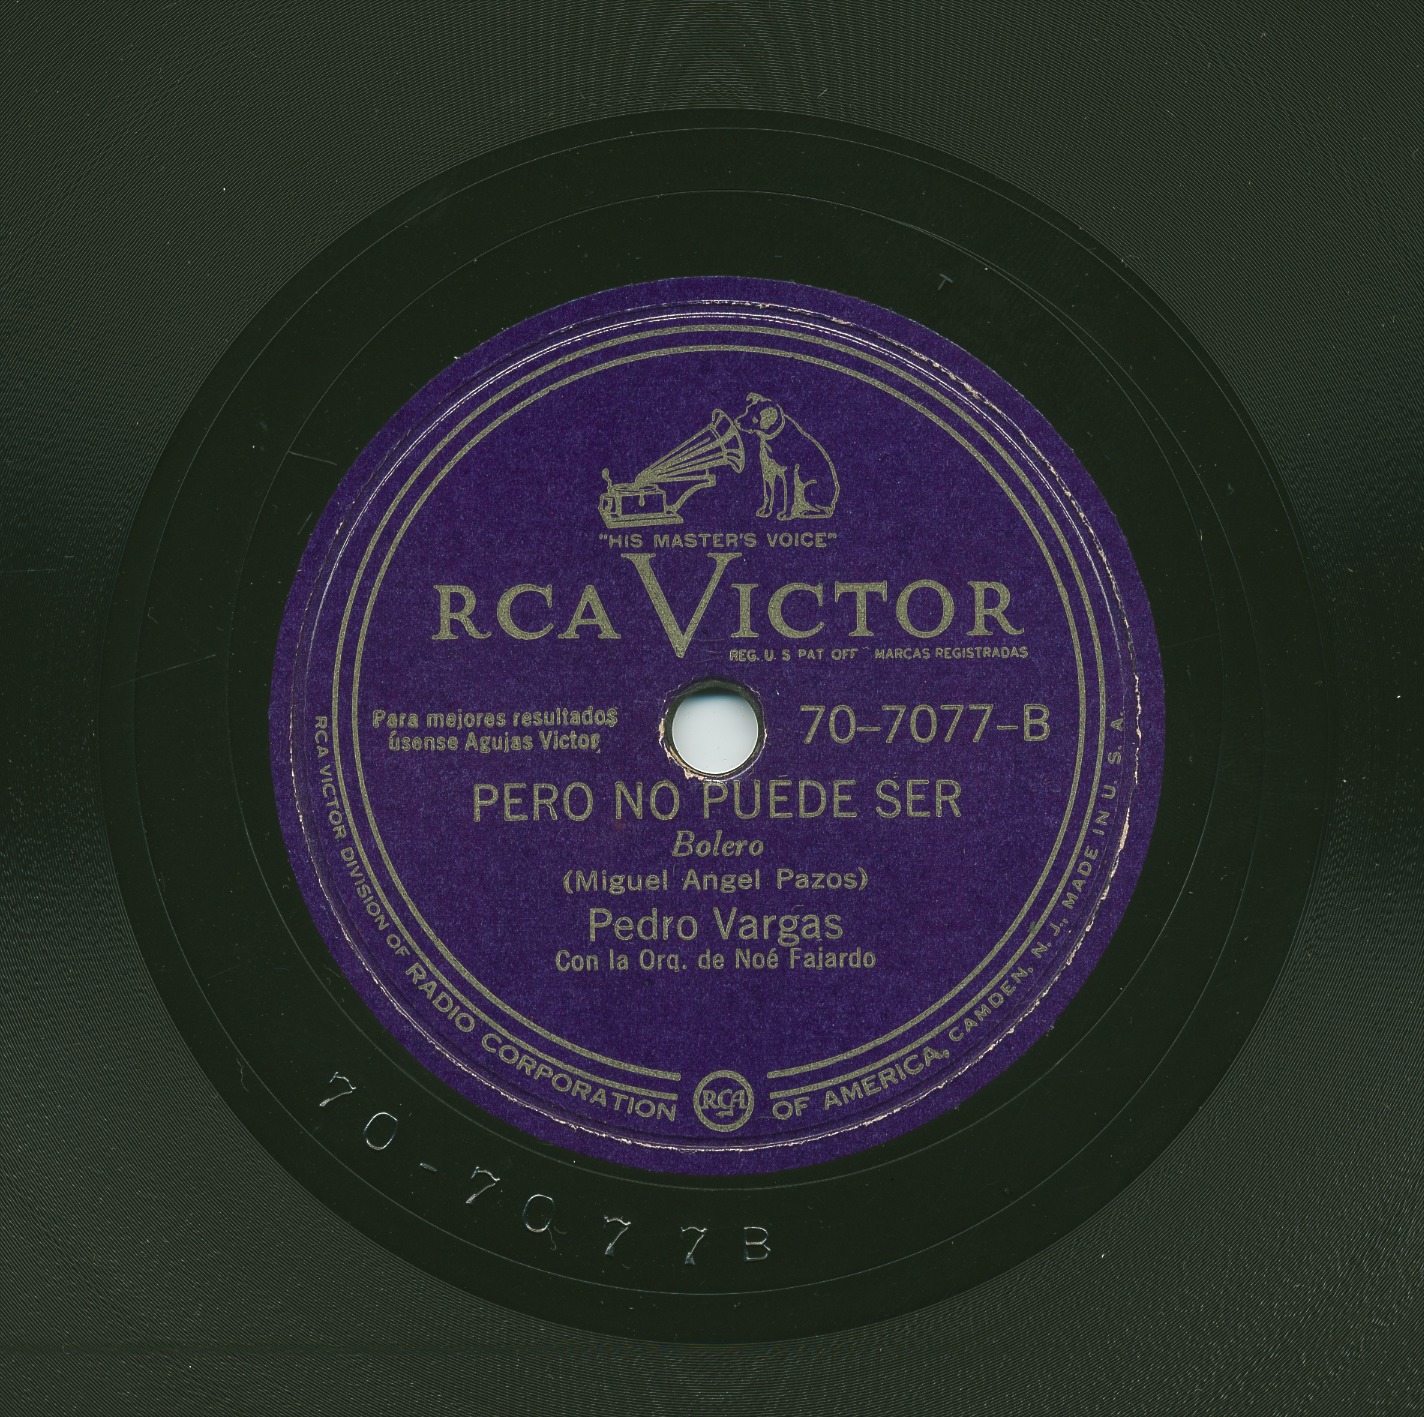 "HIS MASTER'S VOICE"
RCA VICTOR
REG. U. S PAT OFF MARCAS REGISTRADAS
Para mejores resultados
úsense Agujas Victor
70-7077-B
PERO NO PUEDE SER
Bolero
(Miguel Angel Pazos)
Pedro Vargas
Con la Orq. de Noé Fajardo
RCA VICTOR DIVISION OF RADIO CORPORATION OF AMERICA, CAMDEN, N. J., MADE IN U. S. A.
RCA
70-7077B